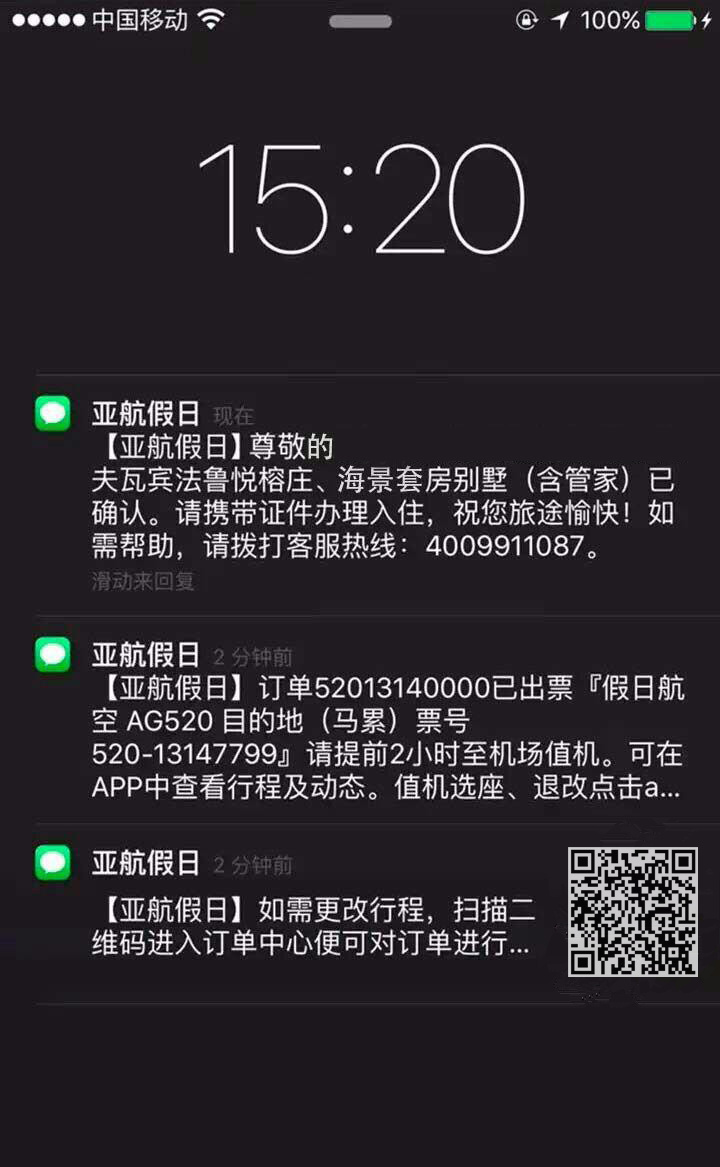 中国移动 100%
15:20
亚航假日 现在
【亚航假日】尊敬的
夫瓦宾法鲁悦榕庄、海景套房别墅（含管家）已
确认。请携带证件办理入住，祝您旅途愉快！如
需帮助，请拨打客服热线：4009911087。
滑动来回复
亚航假日 2 分钟前
【亚航假日】订单52013140000已出票『假日航
空 AG520 目的地（马累）票号
520-13147799』请提前2小时至机场值机。可在
APP中查看行程及动态。值机选座、退改点击a...
亚航假日 2 分钟前
【亚航假日】如需更改行程，扫描二
维码进入订单中心便可对订单进行...